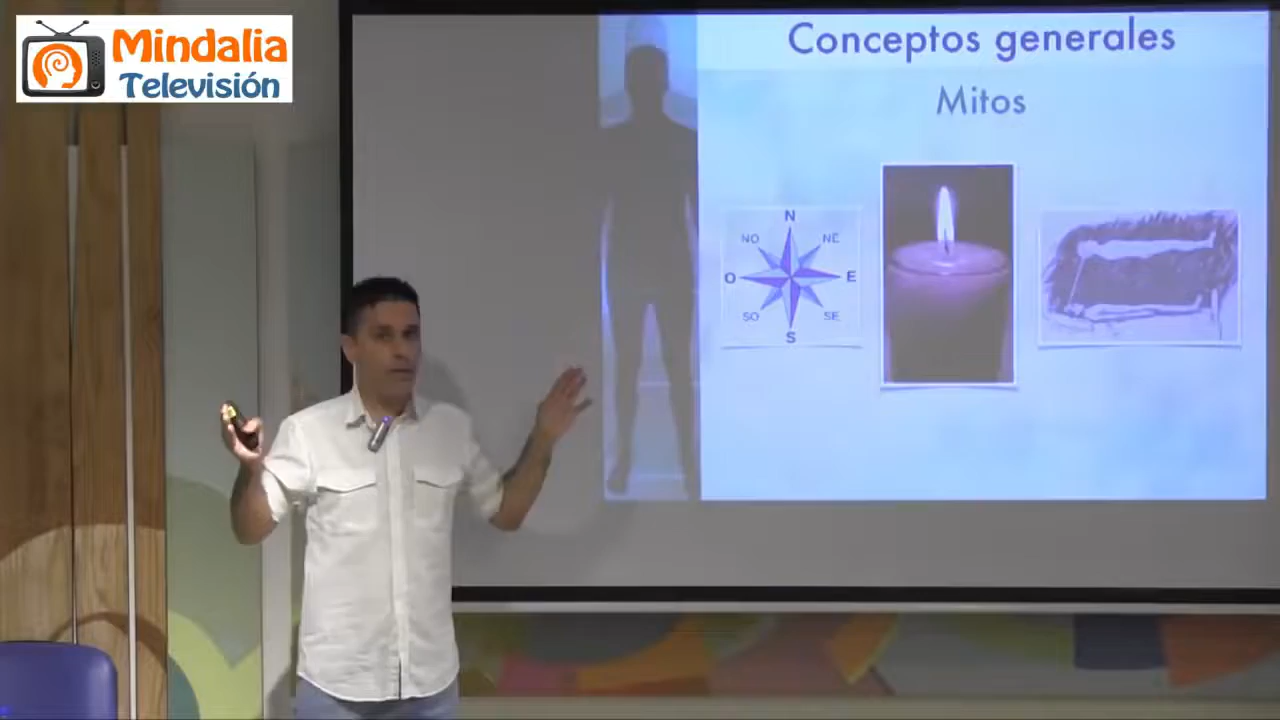 Mindalia
Televisión
Conceptos generales
Mitos
N
NO
NE
O
E
SO
SE
S